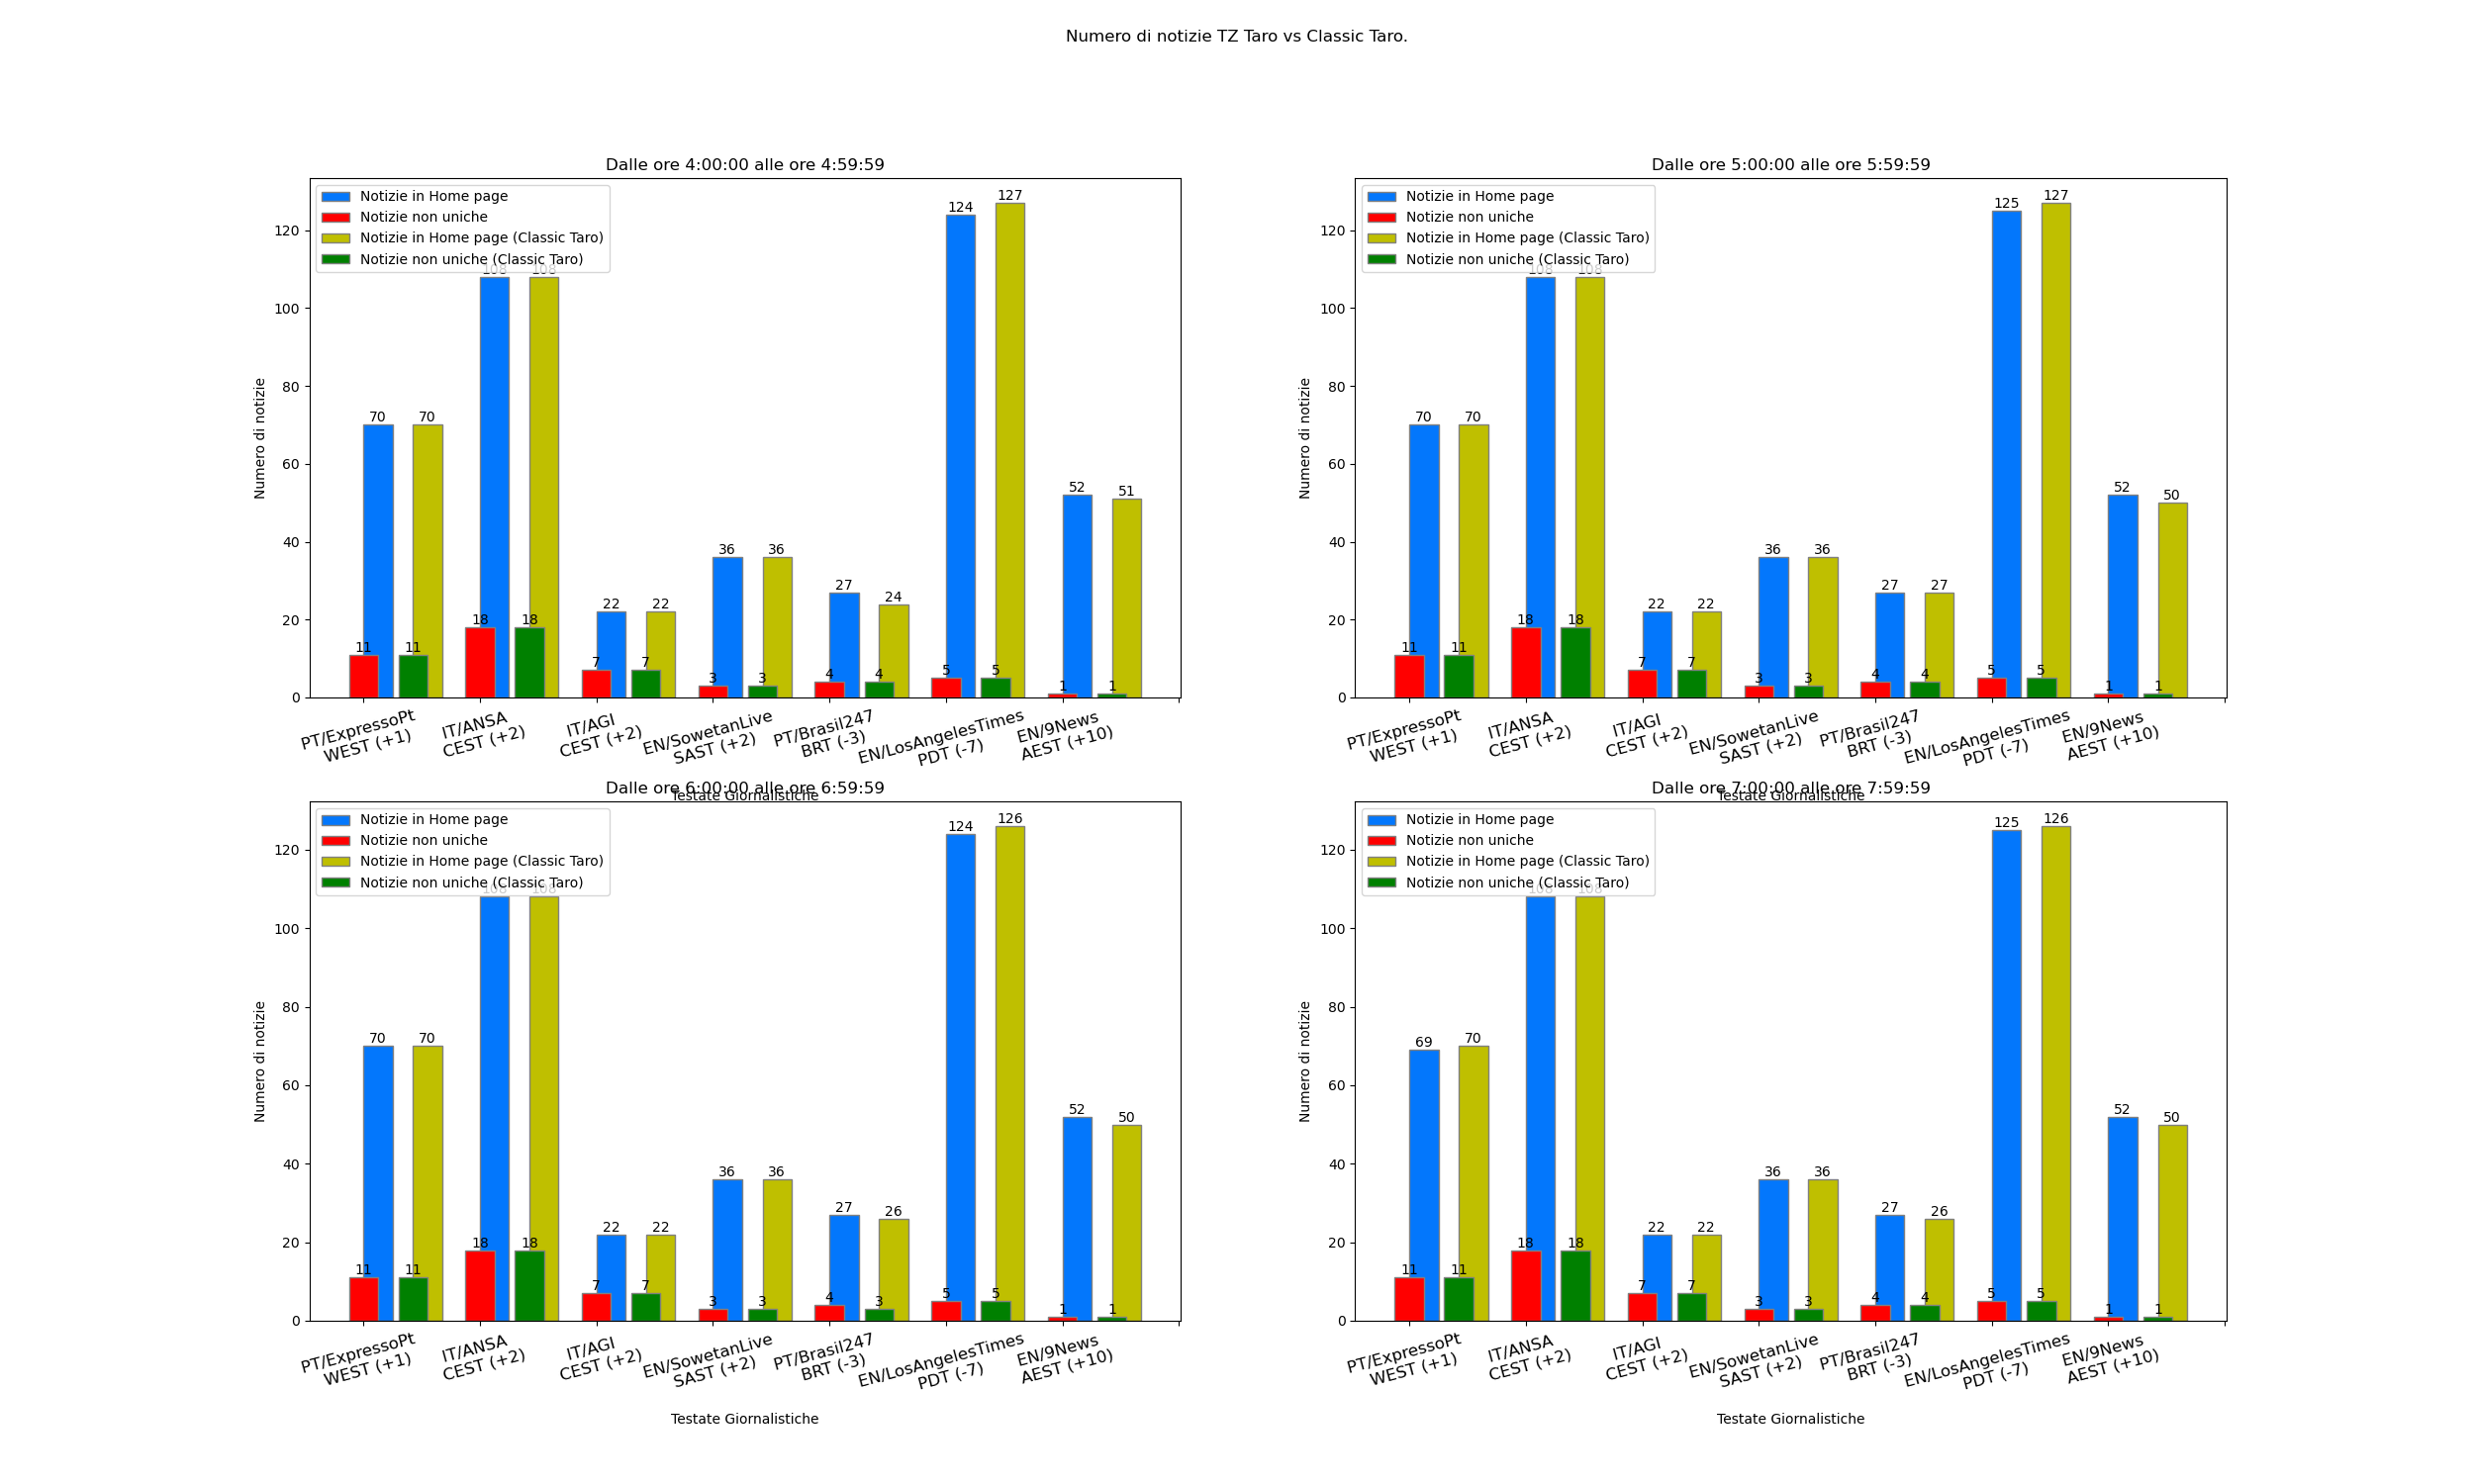 Numero di notizie TZ Taro vs Classic Taro.
Dalle ore 4:00:00 alle ore 4:59:59
Notizie in Home page
Notizie non uniche
Notizie in Home page (Classic Taro)
Notizie non uniche (Classic Taro)
108 108
124 127
70 70
22 22
36 36
27 24
52 51
11 11
18 18
7 7
3 3
4 4
5 5
1 1
120
100
80
60
40
20
0
Numero di notizie
PT/ExpressoPt
WEST (+1)
IT/ANSA
CEST (+2)
IT/AGI
CEST (+2)
EN/SowetanLive
SAST (+2)
PT/Brasil247
BRT (-3)
EN/LosAngelesTimes
PDT (-7)
EN/9News
AEST (+10)
Testate Giornalistiche
Dalle ore 5:00:00 alle ore 5:59:59
Notizie in Home page
Notizie non uniche
Notizie in Home page (Classic Taro)
Notizie non uniche (Classic Taro)
108 108
125 127
70 70
22 22
36 36
27 27
52 50
11 11
18 18
7 7
3 3
4 4
5 5
1 1
120
100
80
60
40
20
0
Numero di notizie
PT/ExpressoPt
WEST (+1)
IT/ANSA
CEST (+2)
IT/AGI
CEST (+2)
EN/SowetanLive
SAST (+2)
PT/Brasil247
BRT (-3)
EN/LosAngelesTimes
PDT (-7)
EN/9News
AEST (+10)
Testate Giornalistiche
Dalle ore 6:00:00 alle ore 6:59:59
Notizie in Home page
Notizie non uniche
Notizie in Home page (Classic Taro)
Notizie non uniche (Classic Taro)
108 108
124 126
70 70
22 22
36 36
27 26
52 50
11 11
18 18
7 7
3 3
4 3
5 5
1 1
120
100
80
60
40
20
0
Numero di notizie
PT/ExpressoPt
WEST (+1)
IT/ANSA
CEST (+2)
IT/AGI
CEST (+2)
EN/SowetanLive
SAST (+2)
PT/Brasil247
BRT (-3)
EN/LosAngelesTimes
PDT (-7)
EN/9News
AEST (+10)
Testate Giornalistiche
Dalle ore 7:00:00 alle ore 7:59:59
Notizie in Home page
Notizie non uniche
Notizie in Home page (Classic Taro)
Notizie non uniche (Classic Taro)
108 108
125 126
69 70
22 22
36 36
27 26
52 50
11 11
18 18
7 7
3 3
4 4
5 5
1 1
120
100
80
60
40
20
0
Numero di notizie
PT/ExpressoPt
WEST (+1)
IT/ANSA
CEST (+2)
IT/AGI
CEST (+2)
EN/SowetanLive
SAST (+2)
PT/Brasil247
BRT (-3)
EN/LosAngelesTimes
PDT (-7)
EN/9News
AEST (+10)
Testate Giornalistiche